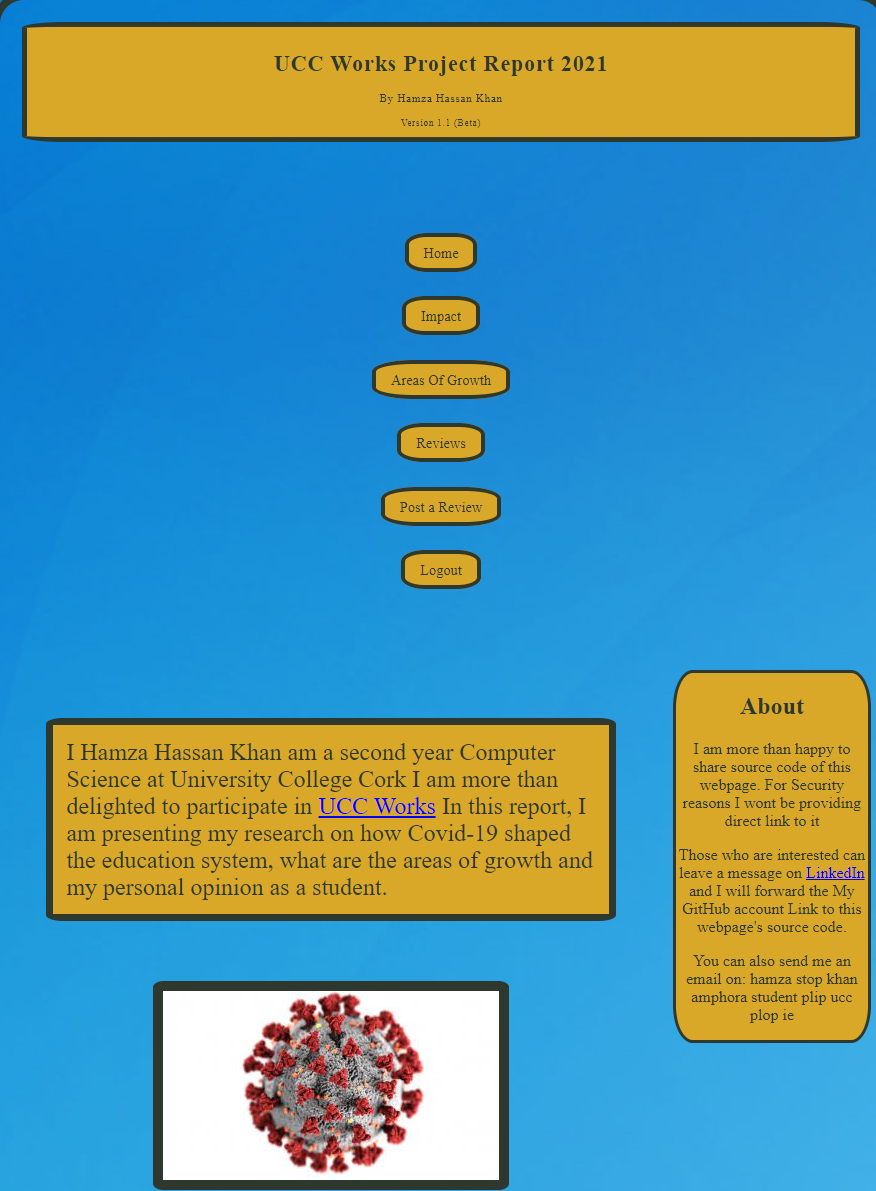 UCC Works Project Report 2021
By Hamza Hassan Khan
Version 1.1 (Beta)
Home
Impact
Areas Of Growth
Reviews
Post a Review
Logout
I Hamza Hassan Khan am a second year Computer
Science at University College Cork I am more than
delighted to participate in UCC Works In this report, I
am presenting my research on how Covid-19 shaped
the education system, what are the areas of growth and
my personal opinion as a student.
About
I am more than happy to
share source code of this
webpage. For Security
reasons I wont be providing
direct link to it
Those who are interested can
leave a message on LinkedIn
and I will forward the My
GitHub account Link to this
webpage's source code.
You can also send me an
email on: hamza stop khan
amphora student plip ucc
plop ie